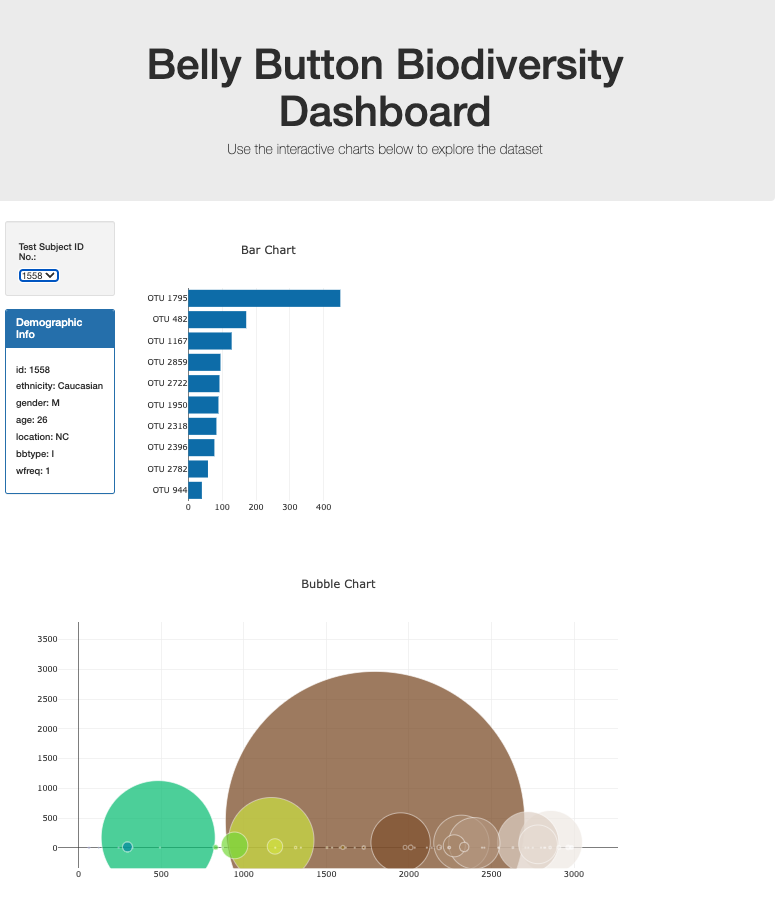 Belly Button Biodiversity
Dashboard
Use the interactive charts below to explore the dataset
Test Subject ID
No.:
1558
Demographic
Info
id: 1558
ethnicity: Caucasian
gender: M
age: 26
location: NC
bbtype: I
wfreq: 1
Bar Chart
OTU 1795
OTU 482
OTU 1167
OTU 2859
OTU 2722
OTU 1950
OTU 2318
OTU 2396
OTU 2782
OTU 944
0 100 200 300 400
Bubble Chart
3500
3000
2500
2000
1500
1000
500
0
0 500 1000 1500 2000 2500 3000